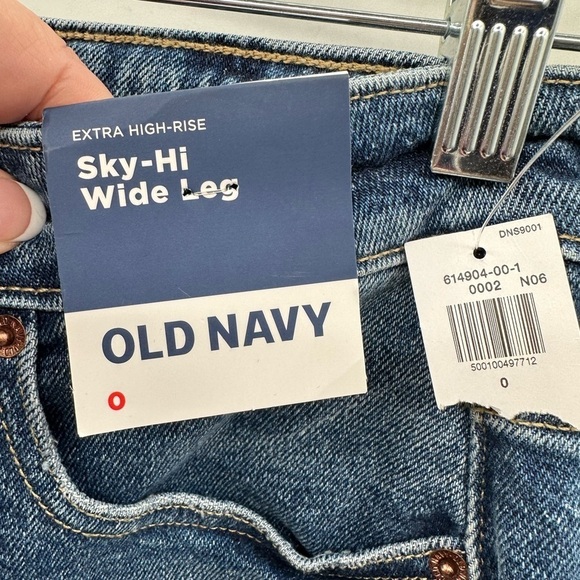 EXTRA HIGH-RISE
Sky-Hi
Wide Leg
OLD NAVY
0
DNS9001
614904-00-1
0002 N06
500100497712
0